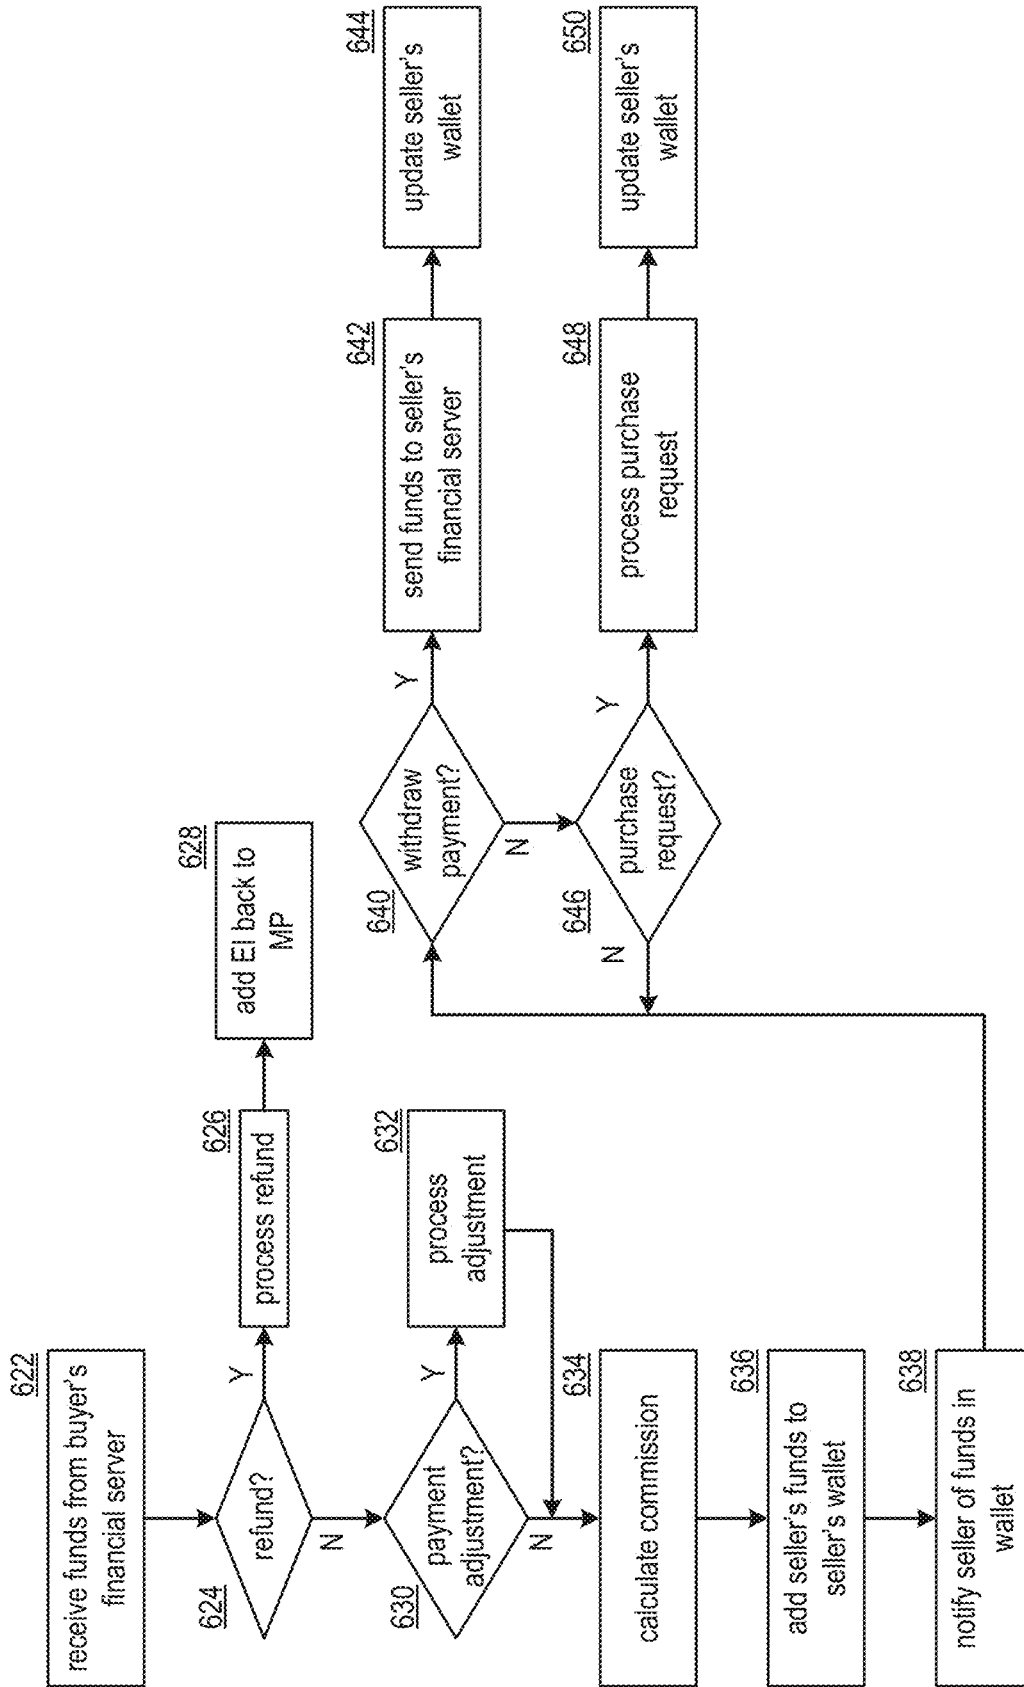 622
receive funds from buyer's
financial server
624
refund?
Y
N
626
process refund
628
add EI back to
MP
630
payment
adjustment?
Y
N
632
process
adjustment
634
calculate commission
636
add seller's funds to
seller's wallet
638
notify seller of funds in
wallet
640
withdraw
payment?
Y
N
642
send funds to seller's
financial server
644
update seller's
wallet
646
purchase
request?
Y
N
648
process purchase
request
650
update seller's
wallet